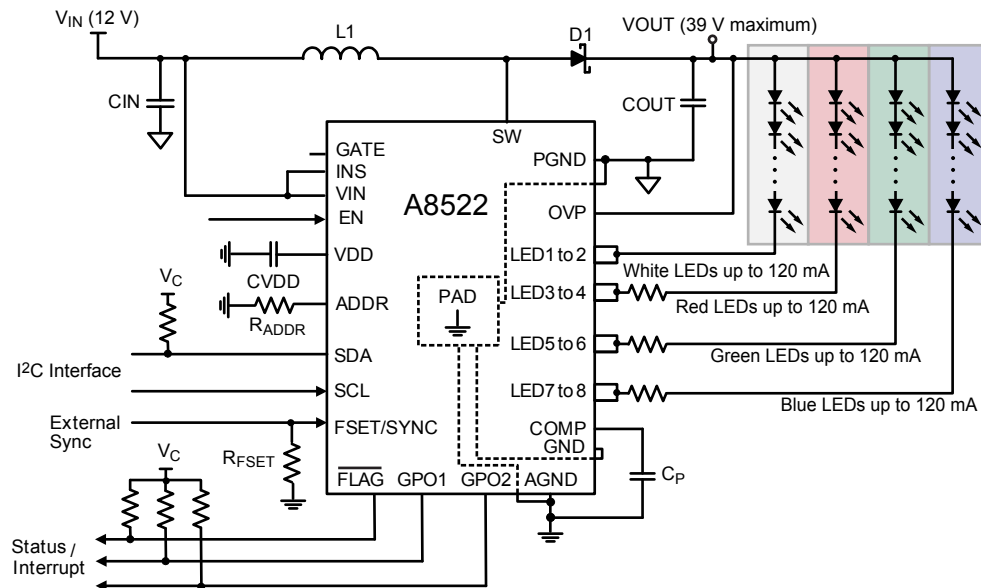 V_IN (12 V)
L1
D1
VOUT (39 V maximum)
CIN
COUT
SW
GATE
INS
VIN
EN
VDD
CVDD
ADDR
R_ADDR
V_C
SDA
I²C Interface
SCL
External
Sync
FSET/SYNC
R_FSET
A8522
PAD
PGND
OVP
LED1 to 2
White LEDs up to 120 mA
LED3 to 4
Red LEDs up to 120 mA
LED5 to 6
Green LEDs up to 120 mA
LED7 to 8
Blue LEDs up to 120 mA
COMP
GND
C_P
FLAG
GPO1
GPO2
AGND
V_C
Status /
Interrupt